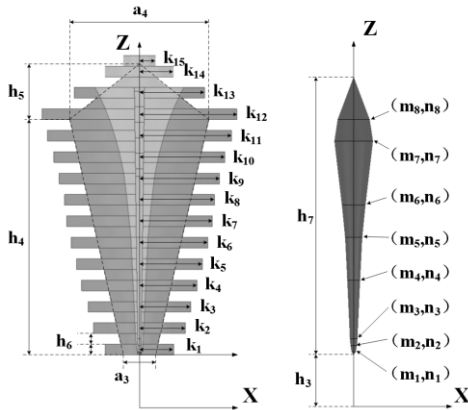 a₄
Z
k₁₅
k₁₄
h₅
k₁₃
k₁₂
k₁₁
k₁₀
k₉
k₈
h₄
k₇
k₆
k₅
k₄
k₃
k₂
h₆
k₁
a₃
X
Z
(m₈,n₈)
(m₇,n₇)
h₇
(m₆,n₆)
(m₅,n₅)
(m₄,n₄)
(m₃,n₃)
(m₂,n₂)
(m₁,n₁)
h₃
X